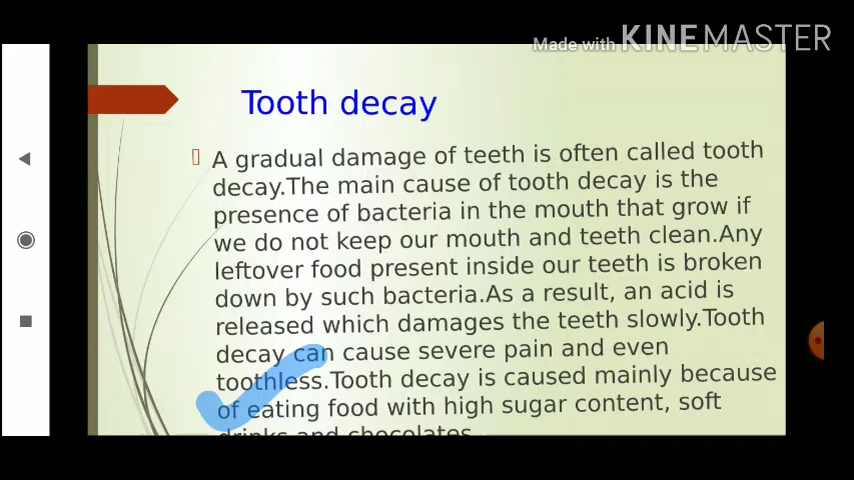 Made with KINEMASTER
Tooth decay
A gradual damage of teeth is often called tooth
decay.The main cause of tooth decay is the
presence of bacteria in the mouth that grow if
we do not keep our mouth and teeth clean.Any
leftover food present inside our teeth is broken
down by such bacteria.As a result, an acid is
released which damages the teeth slowly.Tooth
decay can cause severe pain and even
toothless.Tooth decay is caused mainly because
of eating food with high sugar content, soft
drinks and chocolates.